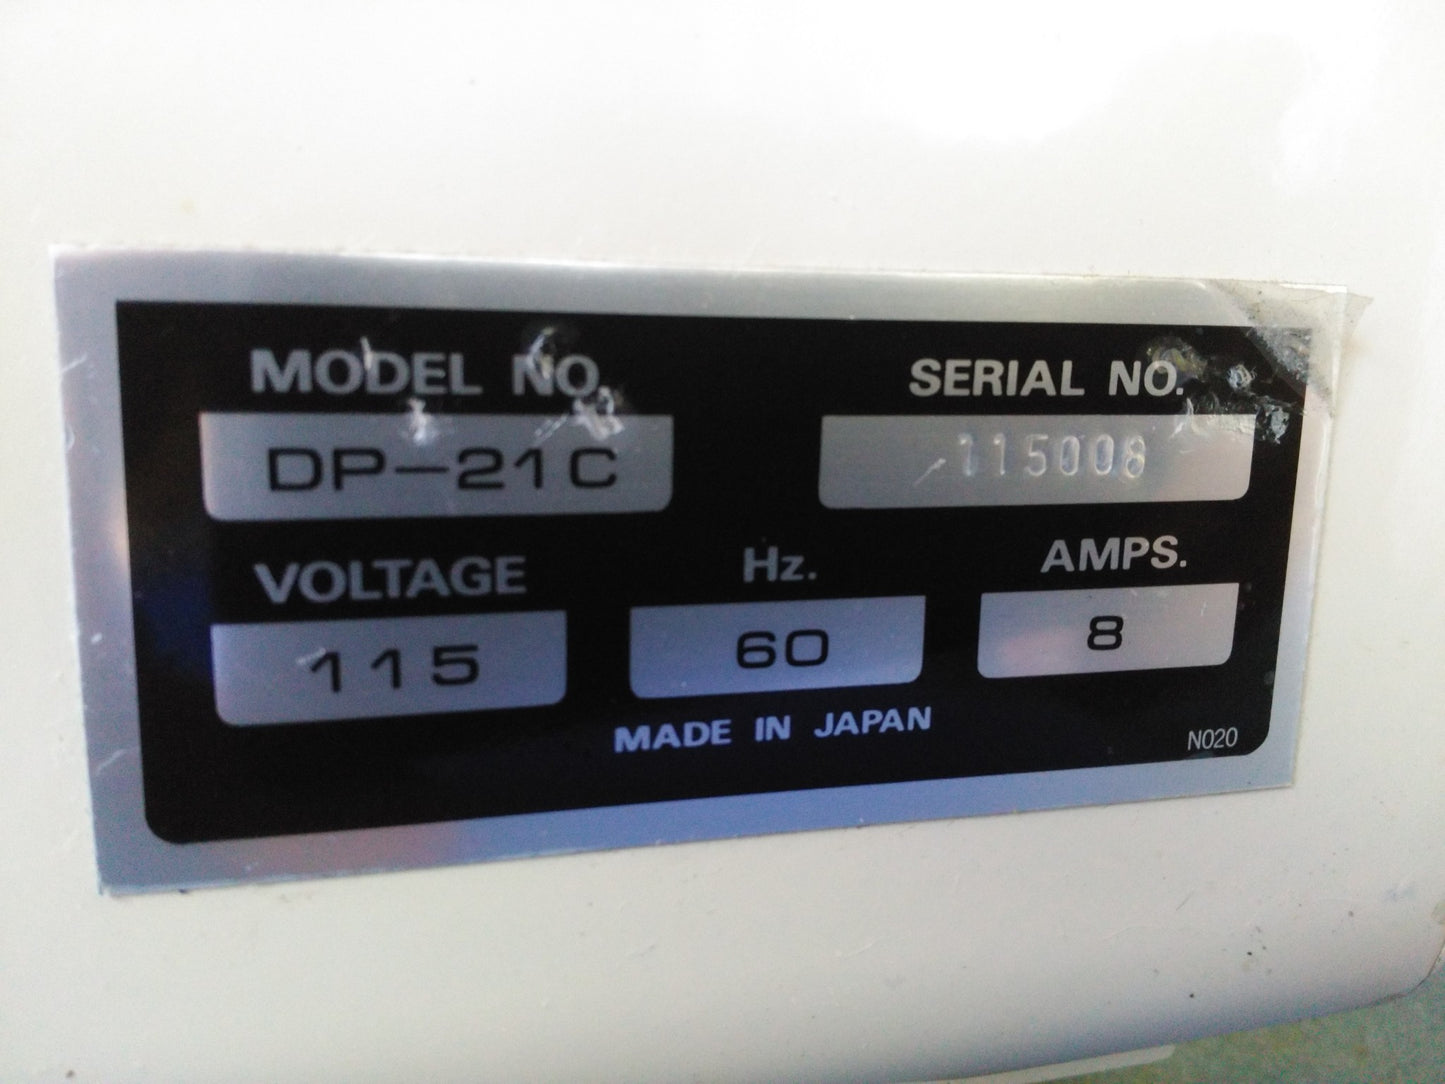 MODEL NO. SERIAL NO.
DP-21C 115008
VOLTAGE Hz. AMPS.
115 60 8
MADE IN JAPAN
N020